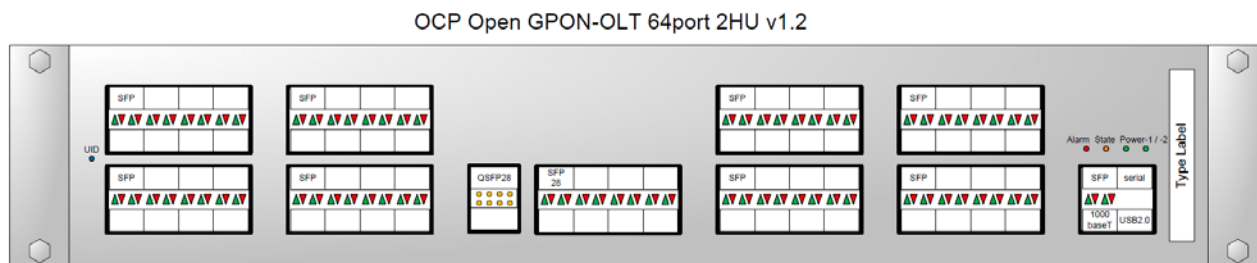 OCP Open GPON-OLT 64port 2HU v1.2
SFP
SFP
SFP
SFP
UID
Alarm State Power-1 / -2
Type Label
SFP
SFP
QSFP28
SFP
28
SFP
SFP
SFP serial
1000
baseT
USB2.0